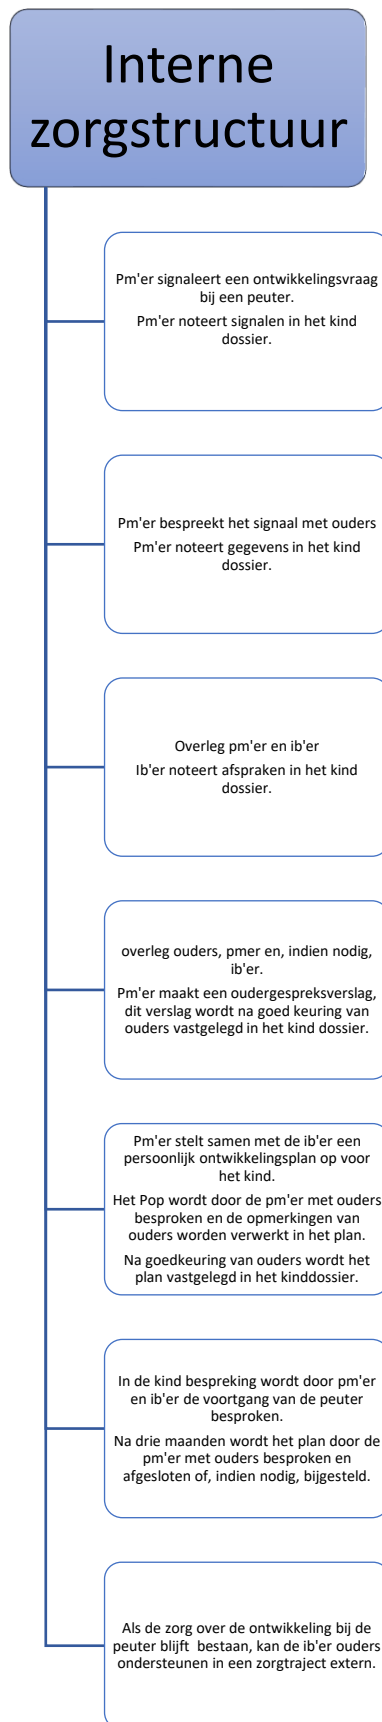 Interne
zorgstructuur
Pm'er signaleert een ontwikkelingsvraag
bij een peuter.
Pm'er noteert signalen in het kind
dossier.
Pm'er bespreekt het signaal met ouders
Pm'er noteert gegevens in het kind
dossier.
Overleg pm'er en ib'er
Ib'er noteert afspraken in het kind
dossier.
overleg ouders, pmer en, indien nodig,
ib'er.
Pm'er maakt een oudergespreksverslag,
dit verslag wordt na goed keuring van
ouders vastgelegd in het kind dossier.
Pm'er stelt samen met de ib'er een
persoonlijk ontwikkelingsplan op voor
het kind.
Het Pop wordt door de pm'er met ouders
besproken en de opmerkingen van
ouders worden verwerkt in het plan.
Na goedkeuring van ouders wordt het
plan vastgelegd in het kinddossier.
In de kind bespreking wordt door pm'er
en ib'er de voortgang van de peuter
besproken.
Na drie maanden wordt het plan door de
pm'er met ouders besproken en
afgesloten of, indien nodig, bijgesteld.
Als de zorg over de ontwikkeling bij de
peuter blijft  bestaan, kan de ib'er ouders
ondersteunen in een zorgtraject extern.